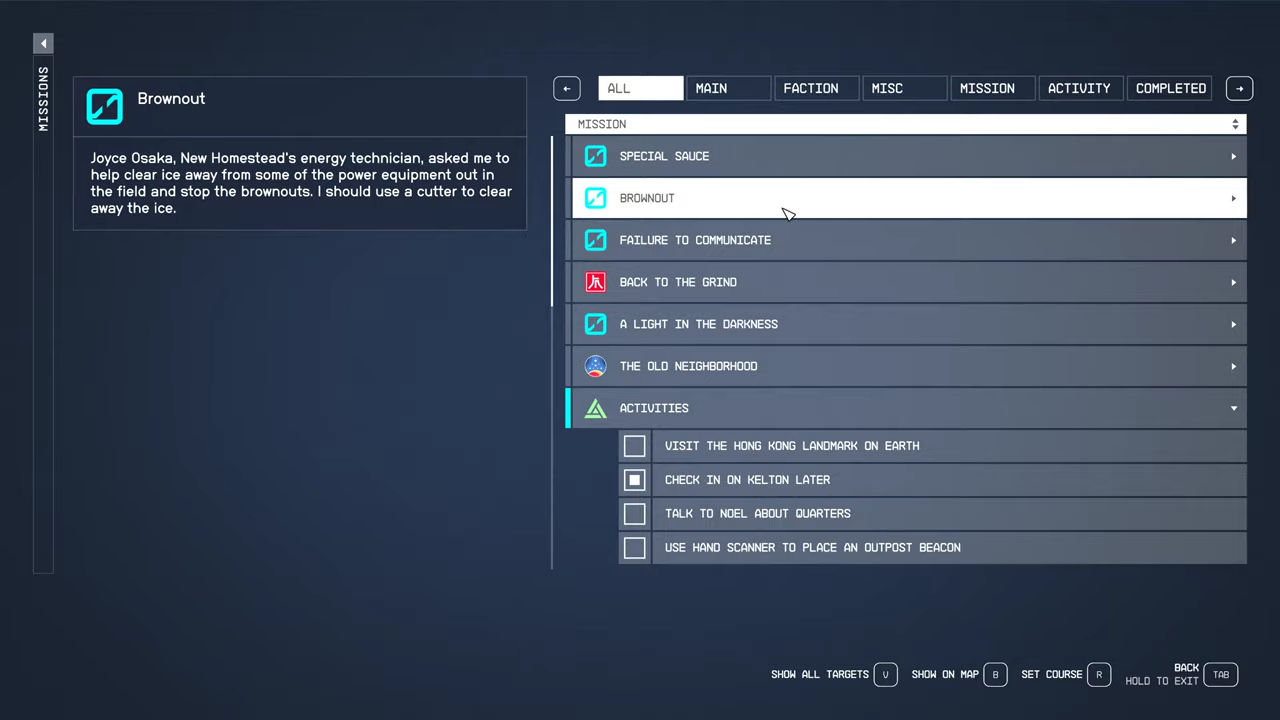 MISSIONS
Brownout
Joyce Osaka, New Homestead's energy technician, asked me to
help clear ice away from some of the power equipment out in
the field and stop the brownouts. I should use a cutter to clear
away the ice.
ALL
MAIN
FACTION
MISC
MISSION
ACTIVITY
COMPLETED
MISSION
SPECIAL SAUCE
BROWNOUT
FAILURE TO COMMUNICATE
BACK TO THE GRIND
A LIGHT IN THE DARKNESS
THE OLD NEIGHBORHOOD
ACTIVITIES
VISIT THE HONG KONG LANDMARK ON EARTH
CHECK IN ON KELTON LATER
TALK TO NOEL ABOUT QUARTERS
USE HAND SCANNER TO PLACE AN OUTPOST BEACON
SHOW ALL TARGETS V
SHOW ON MAP B
SET COURSE R
BACK
HOLD TO EXIT TAB